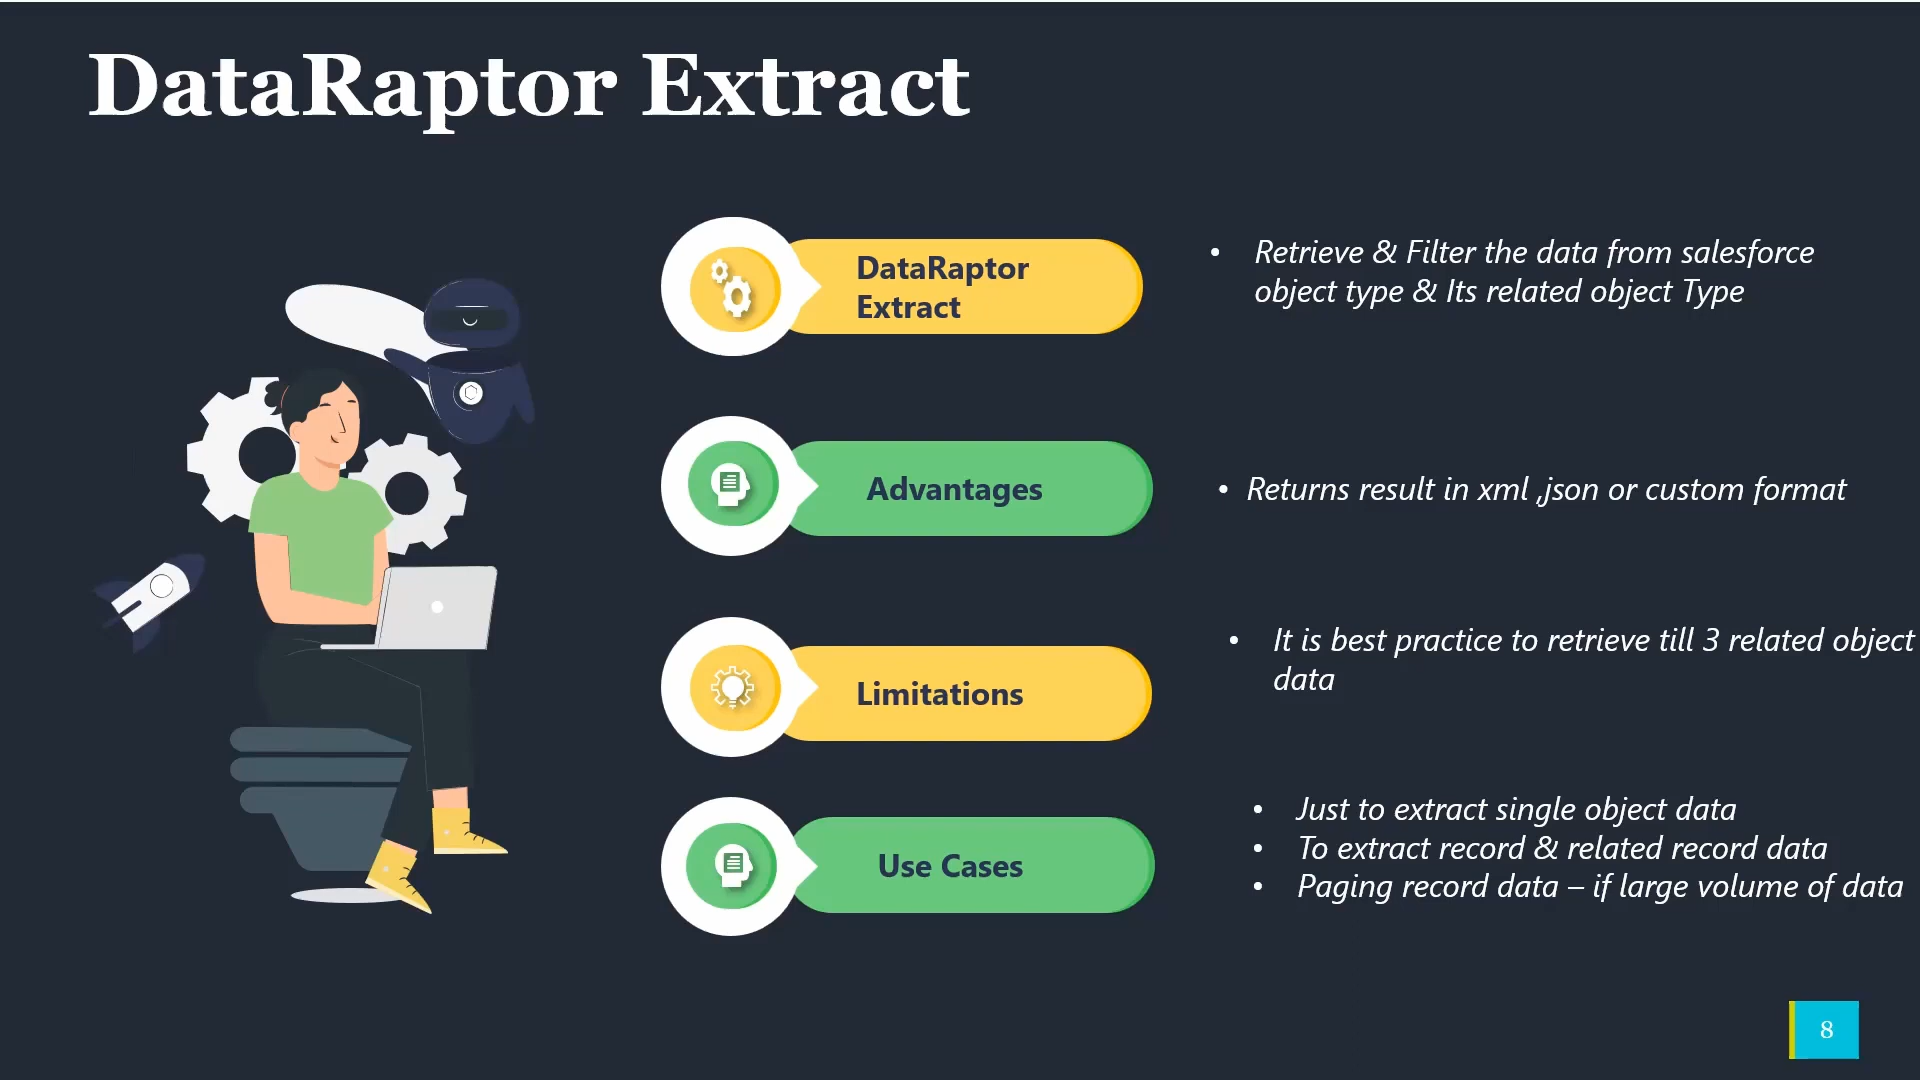 DataRaptor Extract
DataRaptor
Extract
• Retrieve & Filter the data from salesforce
object type & Its related object Type
Advantages
• Returns result in xml ,json or custom format
Limitations
• It is best practice to retrieve till 3 related object
data
Use Cases
• Just to extract single object data
• To extract record & related record data
• Paging record data – if large volume of data
8